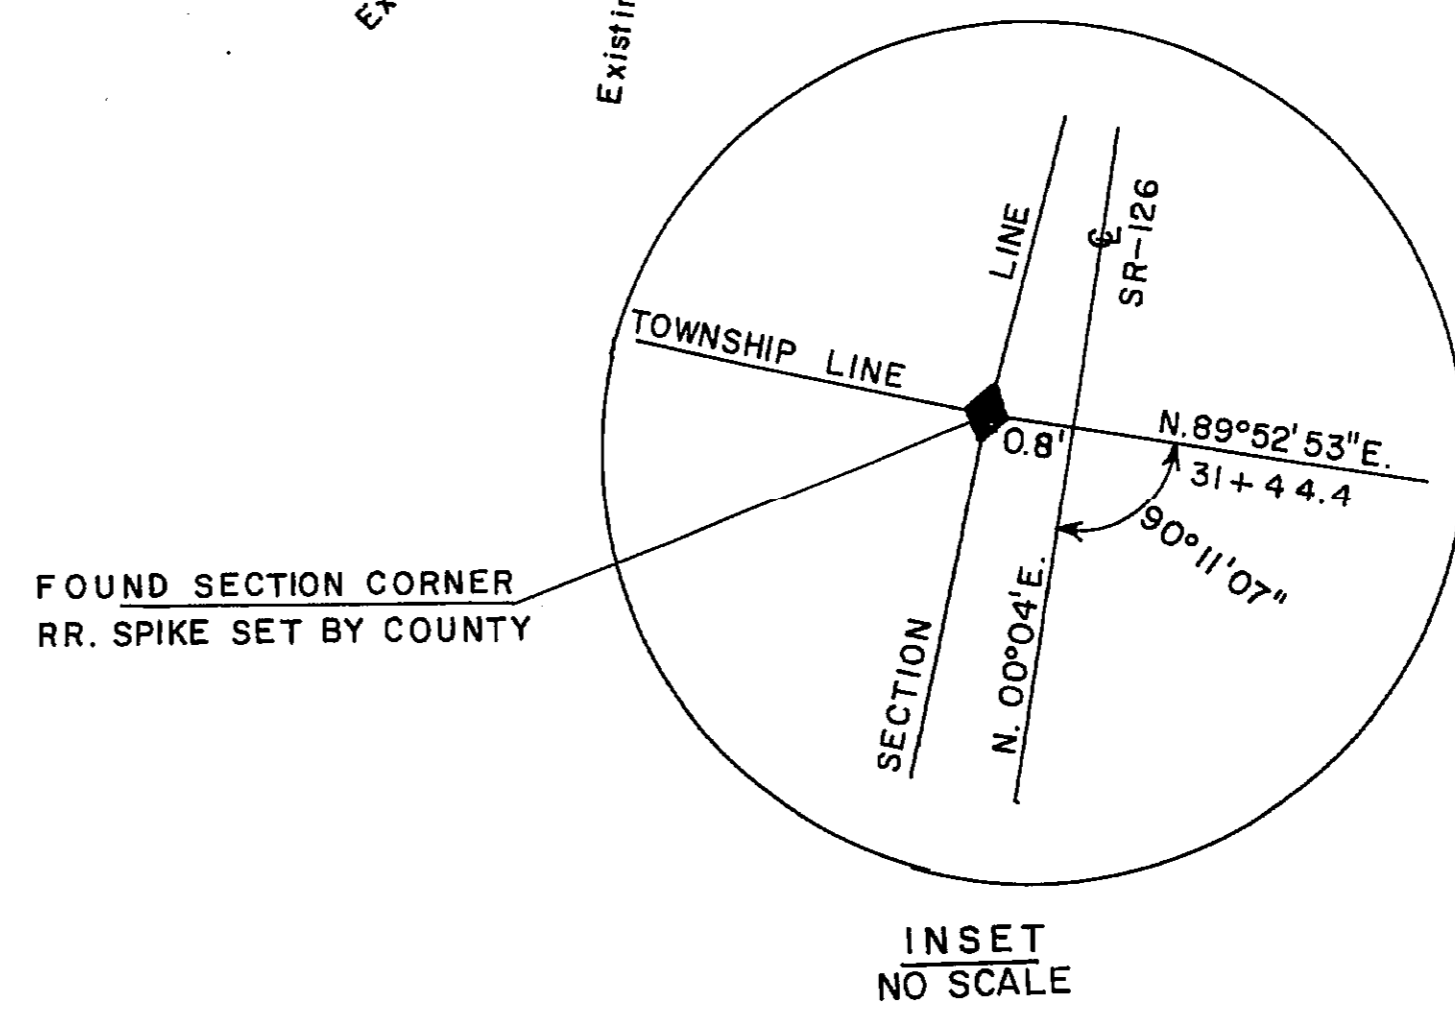 Existin
TOWNSHIP LINE
SECTION LINE
℄ SR-126
0.8'
N.89°52'53"E.
31+44.4
90°11'07"
N. 00°04'E.
FOUND SECTION CORNER
RR. SPIKE SET BY COUNTY
INSET
NO SCALE